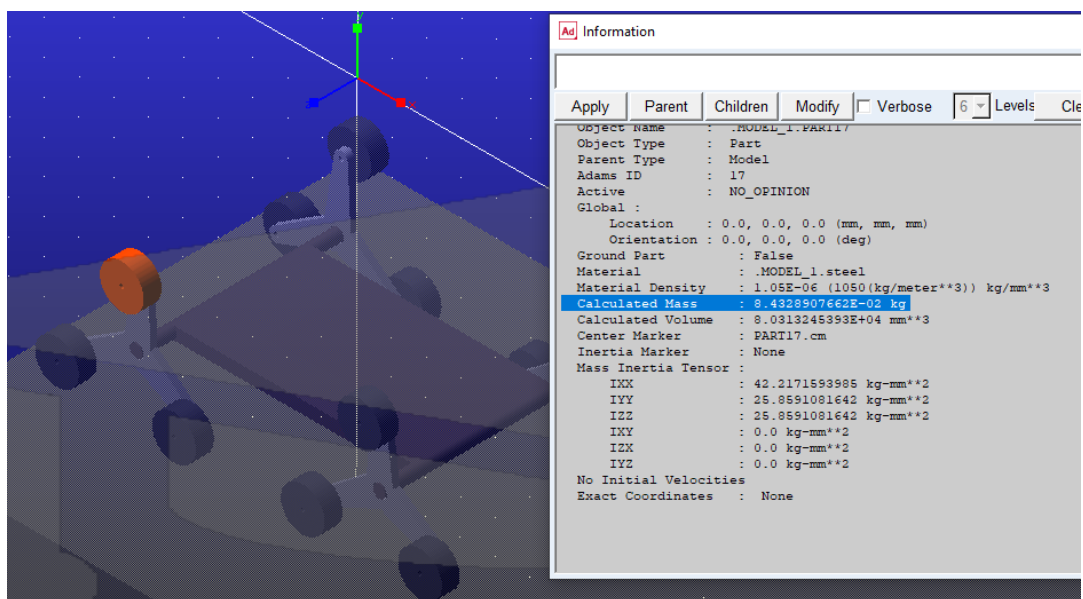 Ad Information
Apply Parent Children Modify Verbose 6 Levels Cle
Object Name : .MODEL_1.PART17
Object Type : Part
Parent Type : Model
Adams ID : 17
Active : NO_OPINION
Global :
Location : 0.0, 0.0, 0.0 (mm, mm, mm)
Orientation : 0.0, 0.0, 0.0 (deg)
Ground Part : False
Material : .MODEL_1.steel
Material Density : 1.05E-06 (1050(kg/meter**3)) kg/mm**3
Calculated Mass : 8.4328907662E-02 kg
Calculated Volume : 8.0313245393E+04 mm**3
Center Marker : PART17.cm
Inertia Marker : None
Mass Inertia Tensor :
IXX : 42.2171593985 kg-mm**2
IYY : 25.8591081642 kg-mm**2
IZZ : 25.8591081642 kg-mm**2
IXY : 0.0 kg-mm**2
IZX : 0.0 kg-mm**2
IYZ : 0.0 kg-mm**2
No Initial Velocities
Exact Coordinates : None